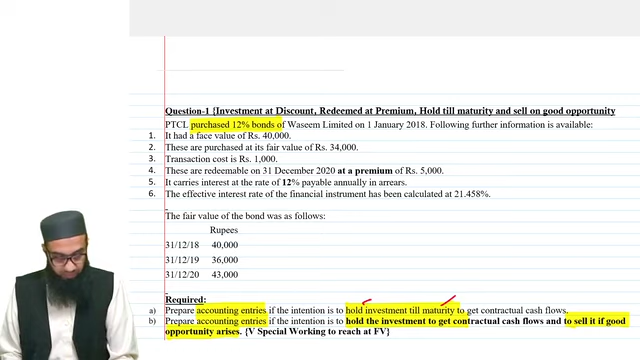 Question-1 {Investment at Discount, Redeemed at Premium, Hold till maturity and sell on good opportunity
PTCL purchased 12% bonds of Waseem Limited on 1 January 2018. Following further information is available:
1. It had a face value of Rs. 40,000.
2. These are purchased at its fair value of Rs. 34,000.
3. Transaction cost is Rs. 1,000.
4. These are redeemable on 31 December 2020 at a premium of Rs. 5,000.
5. It carries interest at the rate of 12% payable annually in arrears.
6. The effective interest rate of the financial instrument has been calculated at 21.458%.
The fair value of the bond was as follows:
Rupees
31/12/18 40,000
31/12/19 36,000
31/12/20 43,000
Required:
a) Prepare accounting entries if the intention is to hold investment till maturity to get contractual cash flows.
b) Prepare accounting entries if the intention is to hold the investment to get contractual cash flows and to sell it if good
opportunity arises. {V Special Working to reach at FV}